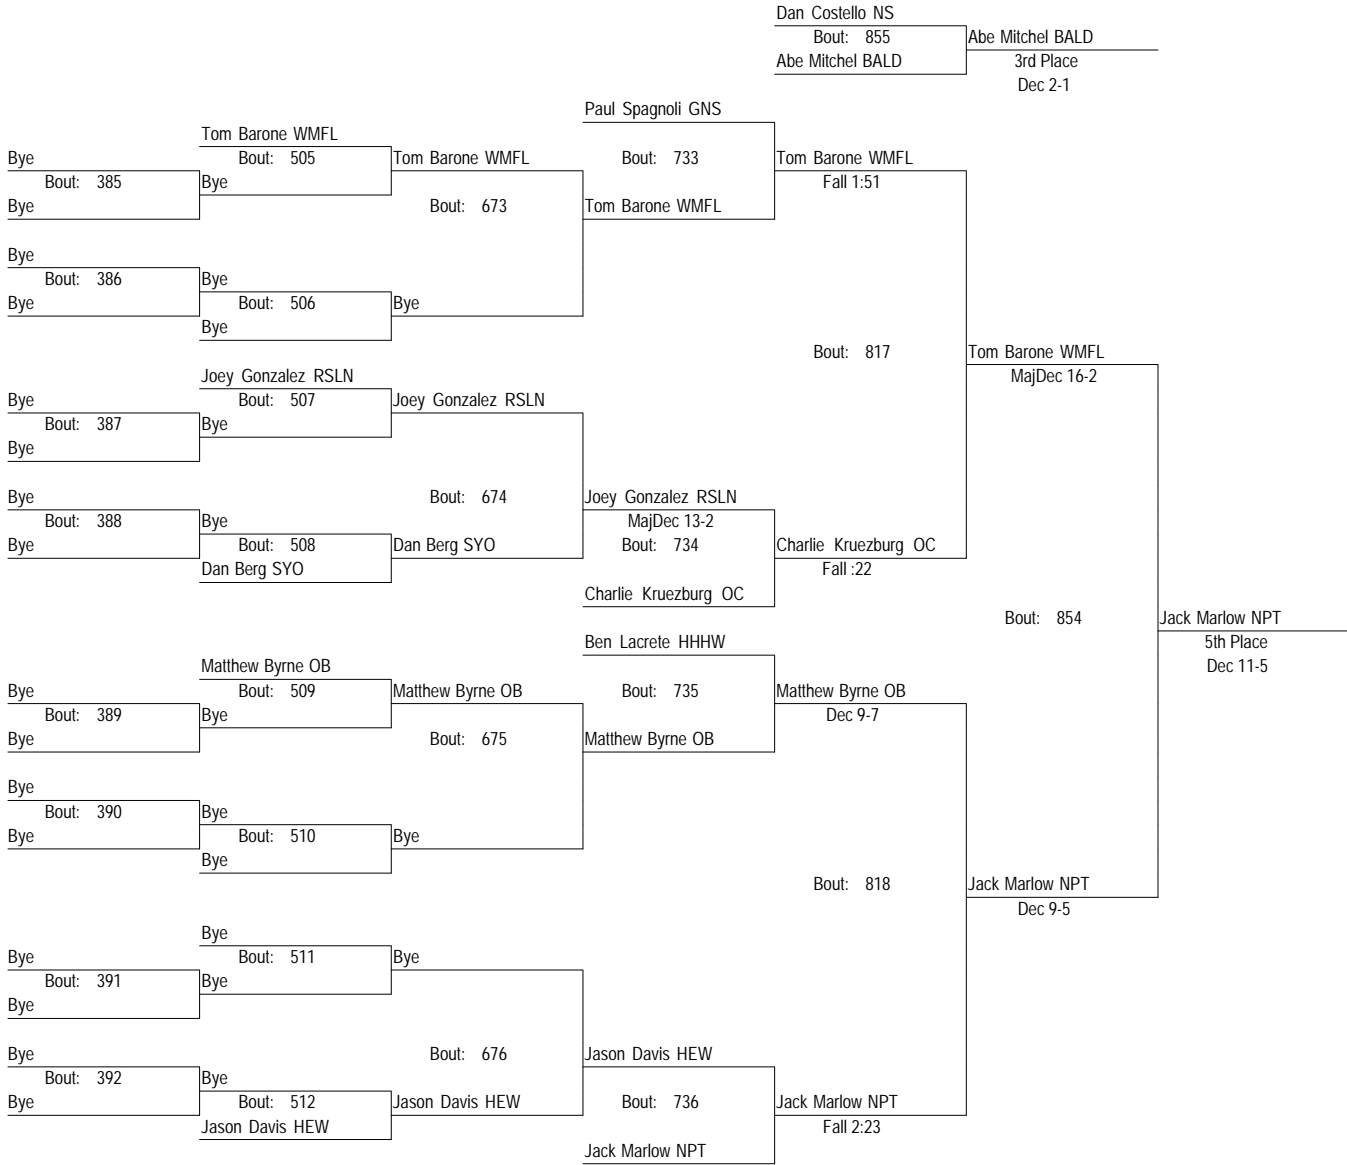 Dan Costello NS
Bout: 855
Abe Mitchel BALD
Abe Mitchel BALD
3rd Place
Dec 2-1
Paul Spagnoli GNS
Tom Barone WMFL
Bye
Bout: 505
Tom Barone WMFL
Bout: 733
Tom Barone WMFL
Bout: 385
Bye
Fall 1:51
Bye
Bout: 673
Tom Barone WMFL
Bye
Bout: 386
Bye
Bye
Bout: 506
Bye
Bye
Bout: 817
Tom Barone WMFL
Joey Gonzalez RSLN
MajDec 16-2
Bye
Bout: 507
Joey Gonzalez RSLN
Bout: 387
Bye
Bye
Bye
Bout: 674
Joey Gonzalez RSLN
Bout: 388
Bye
MajDec 13-2
Bye
Bout: 508
Dan Berg SYO
Bout: 734
Charlie Kruezburg OC
Dan Berg SYO
Fall :22
Charlie Kruezburg OC
Bout: 854
Jack Marlow NPT
Ben Lacrete HHHW
5th Place
Matthew Byrne OB
Dec 11-5
Bye
Bout: 509
Matthew Byrne OB
Bout: 735
Matthew Byrne OB
Bout: 389
Bye
Dec 9-7
Bye
Bout: 675
Matthew Byrne OB
Bye
Bout: 390
Bye
Bye
Bout: 510
Bye
Bye
Bout: 818
Jack Marlow NPT
Dec 9-5
Bye
Bye
Bout: 511
Bye
Bout: 391
Bye
Bye
Bye
Bout: 676
Jason Davis HEW
Bout: 392
Bye
Bye
Bout: 512
Jason Davis HEW
Bout: 736
Jack Marlow NPT
Jason Davis HEW
Fall 2:23
Jack Marlow NPT